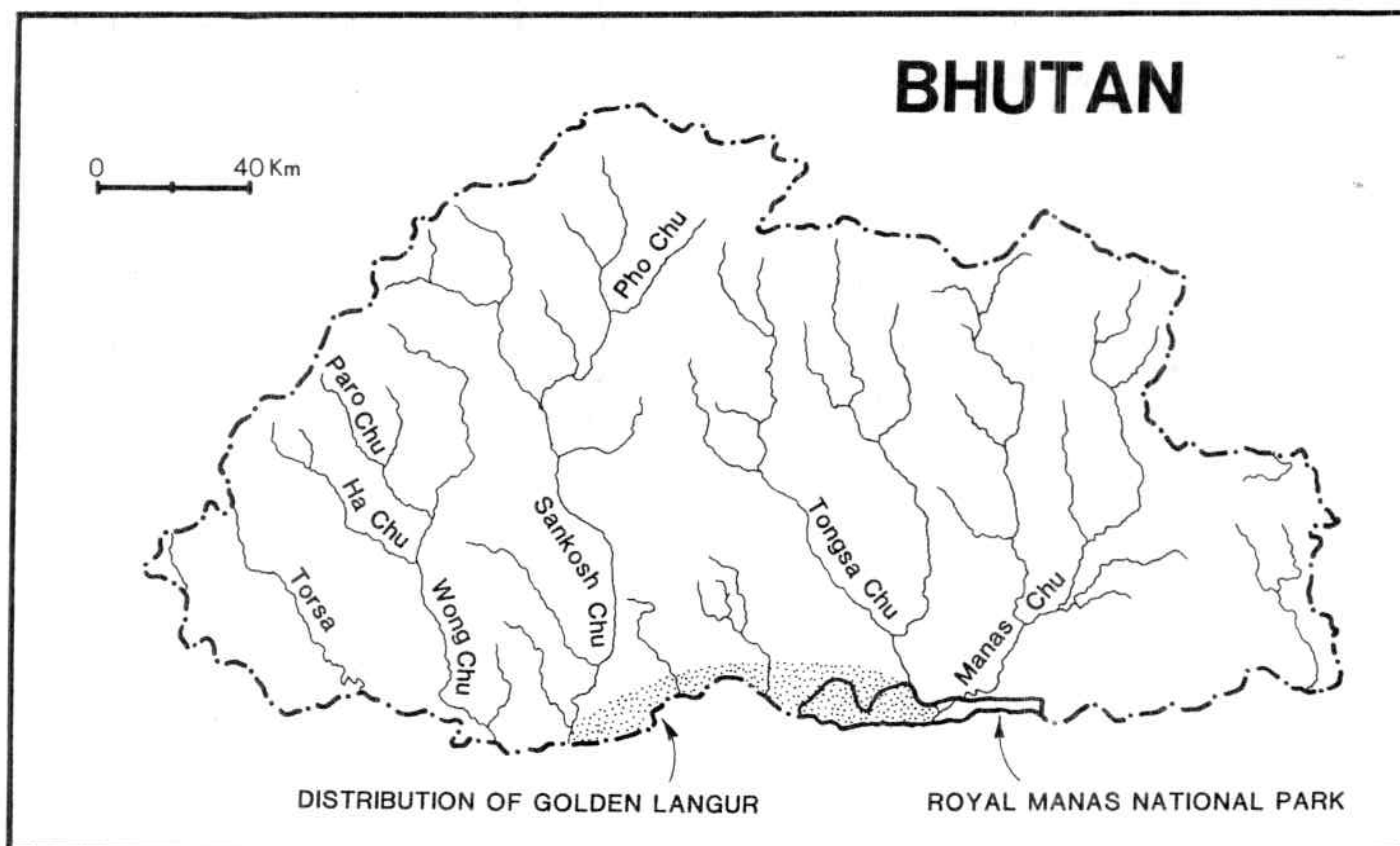 BHUTAN
0 40 Km
Pho Chu
Paro Chu
Ha Chu
Sankosh Chu
Tongsa Chu
Torsa
Wong Chu
Manas Chu
DISTRIBUTION OF GOLDEN LANGUR
ROYAL MANAS NATIONAL PARK